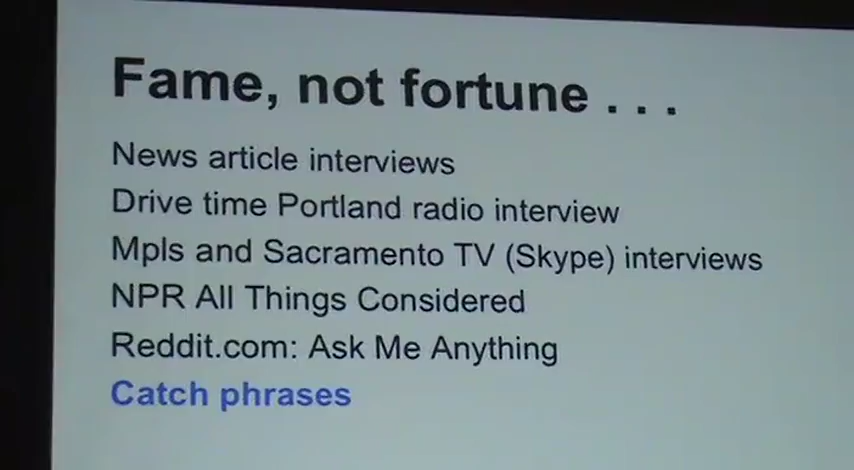 Fame, not fortune . . .
News article interviews
Drive time Portland radio interview
Mpls and Sacramento TV (Skype) interviews
NPR All Things Considered
Reddit.com: Ask Me Anything
Catch phrases